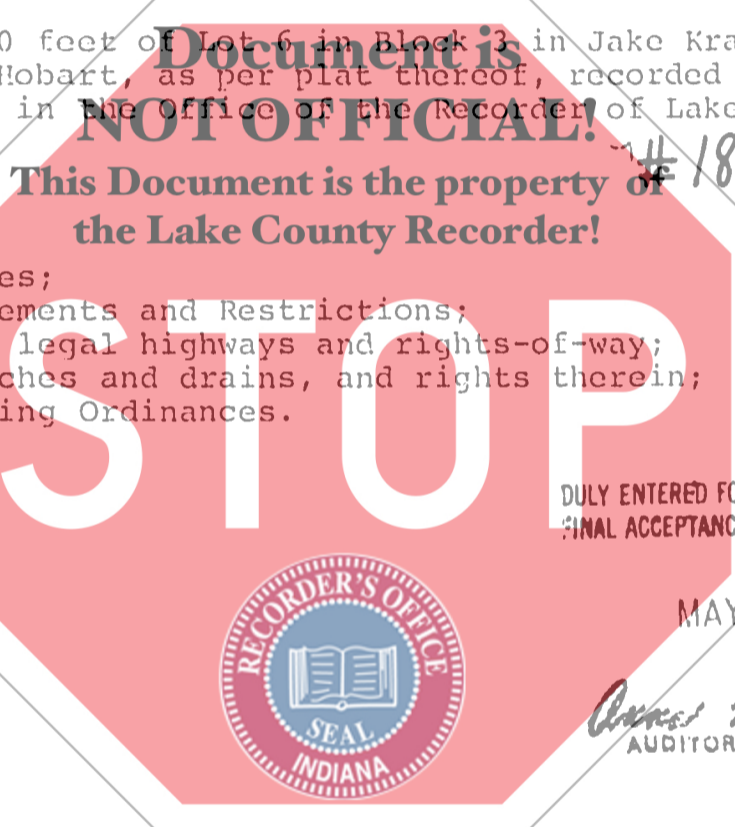 0 feet of Lot 6 in Block 3 in Jake Kra
Document is
Hobart, as per plat thereof, recorded
in the Office of the Recorder of Lake
NOT OFFICIAL!
#18
This Document is the property of
the Lake County Recorder!
es;
ements and Restrictions;
legal highways and rights-of-way;
ches and drains, and rights therein;
ing Ordinances.
STOP
DULY ENTERED FO
FINAL ACCEPTANC
MAY
AUDITOR
RECORDER'S OFFICE
SEAL
INDIANA